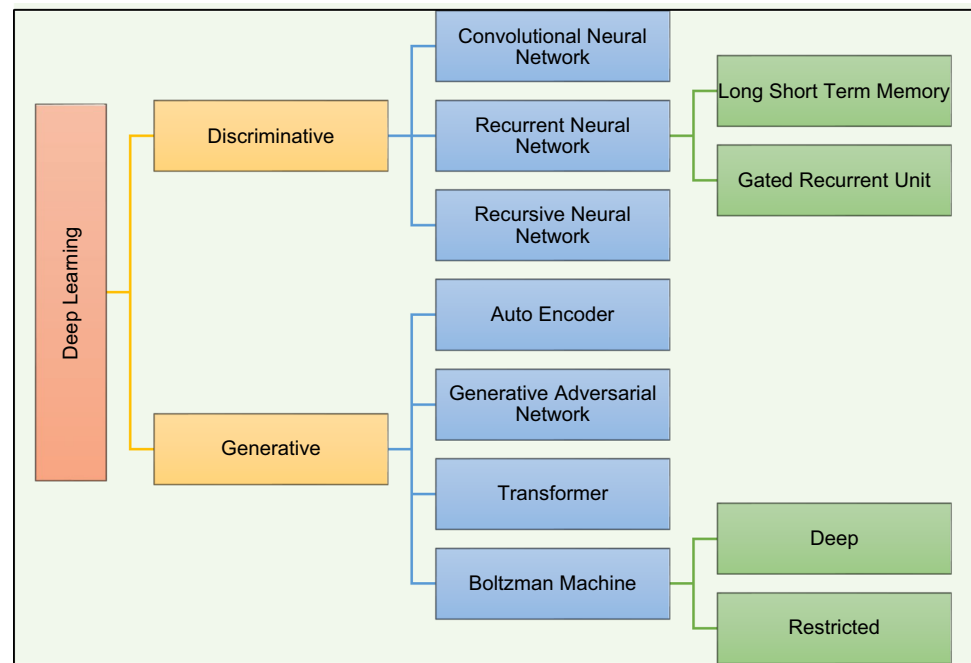 Deep Learning
Discriminative
Convolutional Neural
Network
Recurrent Neural
Network
Long Short Term Memory
Gated Recurrent Unit
Recursive Neural
Network
Generative
Auto Encoder
Generative Adversarial
Network
Transformer
Boltzman Machine
Deep
Restricted